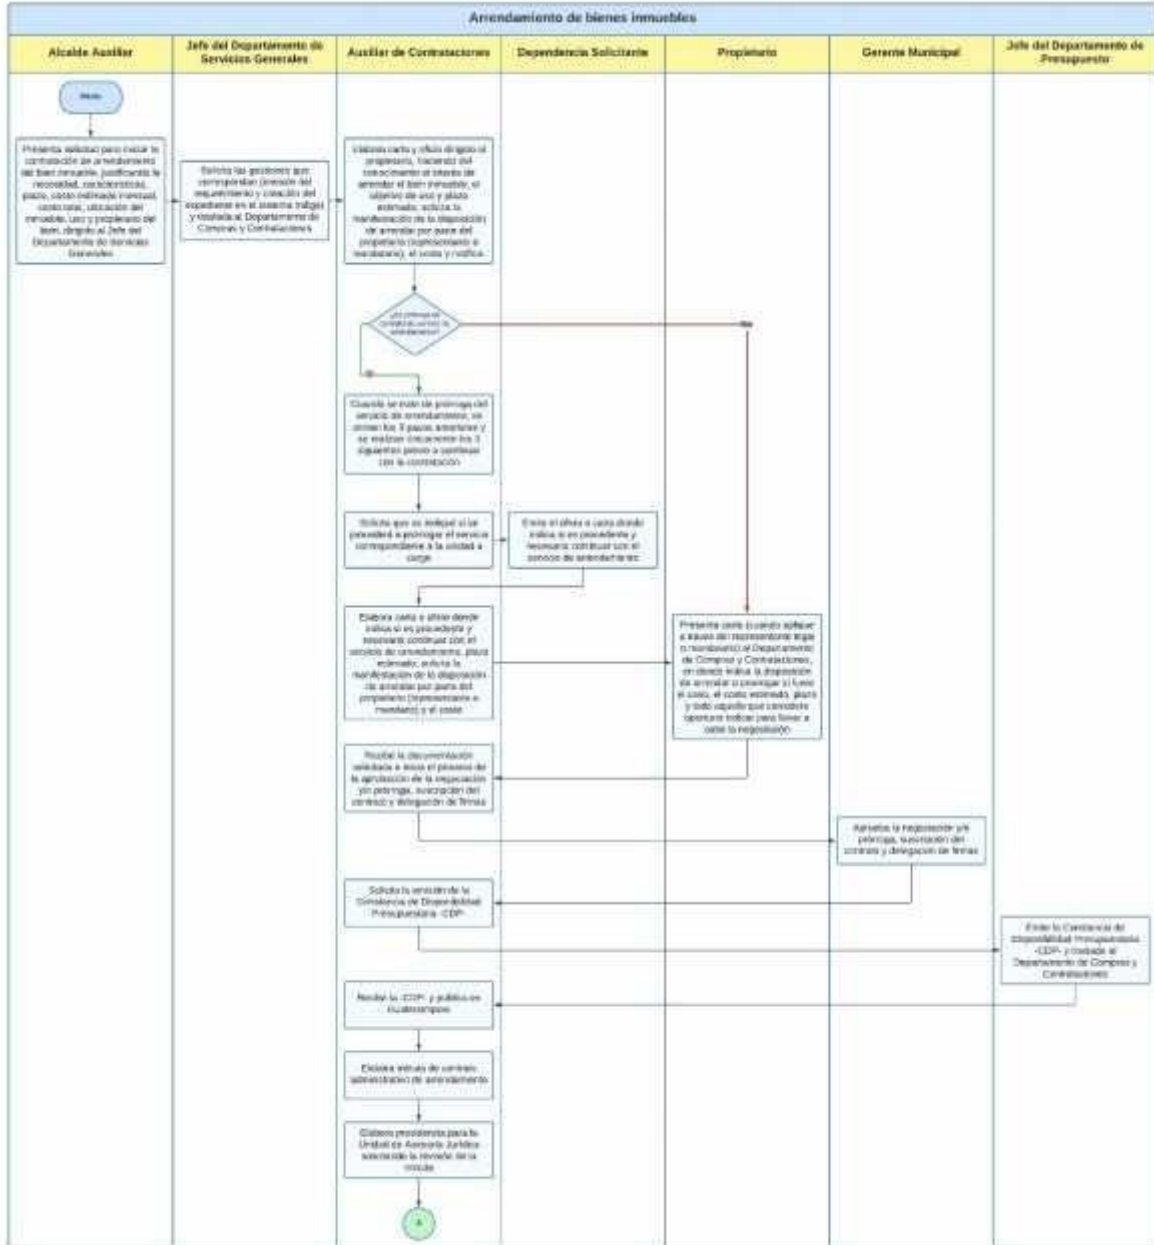 Arrendamiento de bienes inmuebles
Alcalde Auxiliar
Jefe del Departamento de
Servicios Generales
Auxiliar de Contrataciones
Dependencia Solicitante
Propietario
Gerente Municipal
Jefe del Departamento de
Presupuesto
Inicio
Presenta solicitud para iniciar la
contratación de arrendamiento
del bien inmueble, justificando la
necesidad, características,
plazo, costo estimado mensual,
costo total, ubicación del
inmueble, uso y propietario del
bien, dirigido al Jefe del
Departamento de Servicios
Generales
Solicita las gestiones que
correspondan (emisión del
requerimiento y creación del
expediente en el sistema
y traslada al Departamento de
Compras y Contrataciones
Elabora carta y oficio dirigido al
propietario, haciendo del
conocimiento el interés de
arrendar el bien inmueble, el
objetivo de uso y plazo
estimado, solicita la
manifestación de la disposición
de arrendar por parte del
propietario (representante o
mandatario), el costo y notifica
No
Cuando se trate de prórroga del
servicio de arrendamiento, se
omiten los 3 pasos anteriores y
se realizan únicamente los 3
siguientes previo a continuar
con la contratación
Solicita que se indique si se
procederá a prorrogar el servicio
correspondiente a la unidad a
cargo
Emite el oficio o carta donde
indica si es procedente y
necesario continuar con el
servicio de arrendamiento
Elabora carta u oficio donde
indica si es procedente y
necesario continuar con el
servicio de arrendamiento, plazo
estimado, solicita la
manifestación de la disposición
de arrendar por parte del
propietario (representante o
mandatario) y el costo
Presenta carta (cuando aplique
a través del representante legal
o mandatario) al Departamento
de Compras y Contrataciones,
en donde indica la disposición
de arrendar o prorrogar si fuere
el caso, el costo estimado, plazo
y todo aquello que considere
oportuno indicar para llevar a
cabo la negociación
Recibe la documentación
solicitada e inicia el proceso de
la aprobación de la negociación
y/o prórroga, suscripción del
contrato y delegación de firmas
Aprueba la negociación y/o
prórroga, suscripción del
contrato y delegación de firmas
Solicita la emisión de la
Constancia de Disponibilidad
Presupuestaria -CDP-
Emite la Constancia de
Disponibilidad Presupuestaria
-CDP- y traslada al
Departamento de Compras y
Contrataciones
Recibe la -CDP- y publica en
Guatecompras
Elabora minuta de contrato
administrativo de arrendamiento
Elabora providencia para la
Unidad de Asesoría Jurídica
solicitando la revisión de la
minuta
A